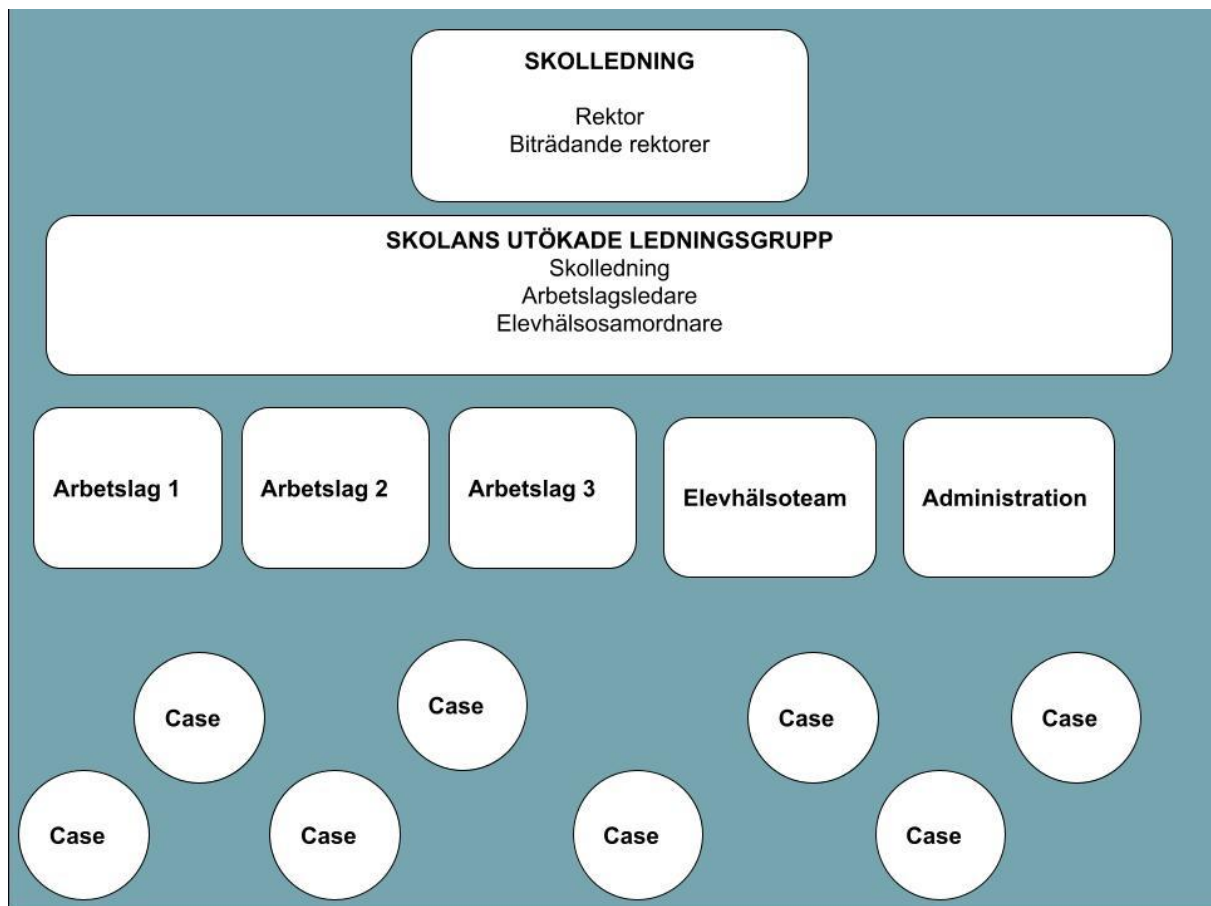 SKOLLEDNING
Rektor
Biträdande rektorer
SKOLANS UTÖKADE LEDNINGSGRUPP
Skolledning
Arbetslagsledare
Elevhälsosamordnare
Arbetslag 1
Arbetslag 2
Arbetslag 3
Elevhälsoteam
Administration
Case
Case
Case
Case
Case
Case
Case
Case